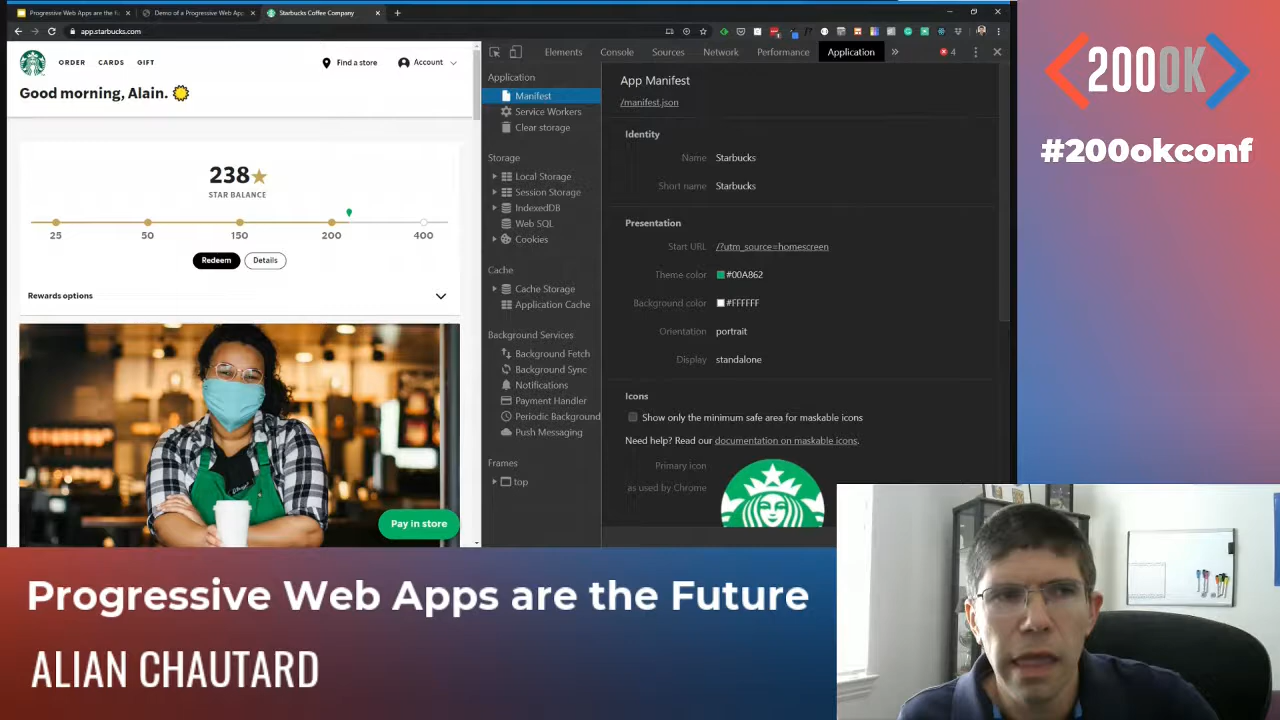 Progressive Web Apps are the fu
Demo of a Progressive Web App
Starbucks Coffee Company
app.starbucks.com
ORDER CARDS GIFT
Find a store
Account
Good morning, Alain.
238
STAR BALANCE
25 50 150 200 400
Redeem
Details
Rewards options
Pay in store
Elements Console Sources Network Performance Application » 4
Application
Manifest
Service Workers
Clear storage
Storage
Local Storage
Session Storage
IndexedDB
Web SQL
Cookies
Cache
Cache Storage
Application Cache
Background Services
Background Fetch
Background Sync
Notifications
Payment Handler
Periodic Background
Push Messaging
Frames
top
App Manifest
/manifest.json
Identity
Name Starbucks
Short name Starbucks
Presentation
Start URL /?utm_source=homescreen
Theme color #00A862
Background color #FFFFFF
Orientation portrait
Display standalone
Icons
Show only the minimum safe area for maskable icons
Need help? Read our documentation on maskable icons.
Primary icon
as used by Chrome
200OK
#200okconf
Progressive Web Apps are the Future
ALIAN CHAUTARD